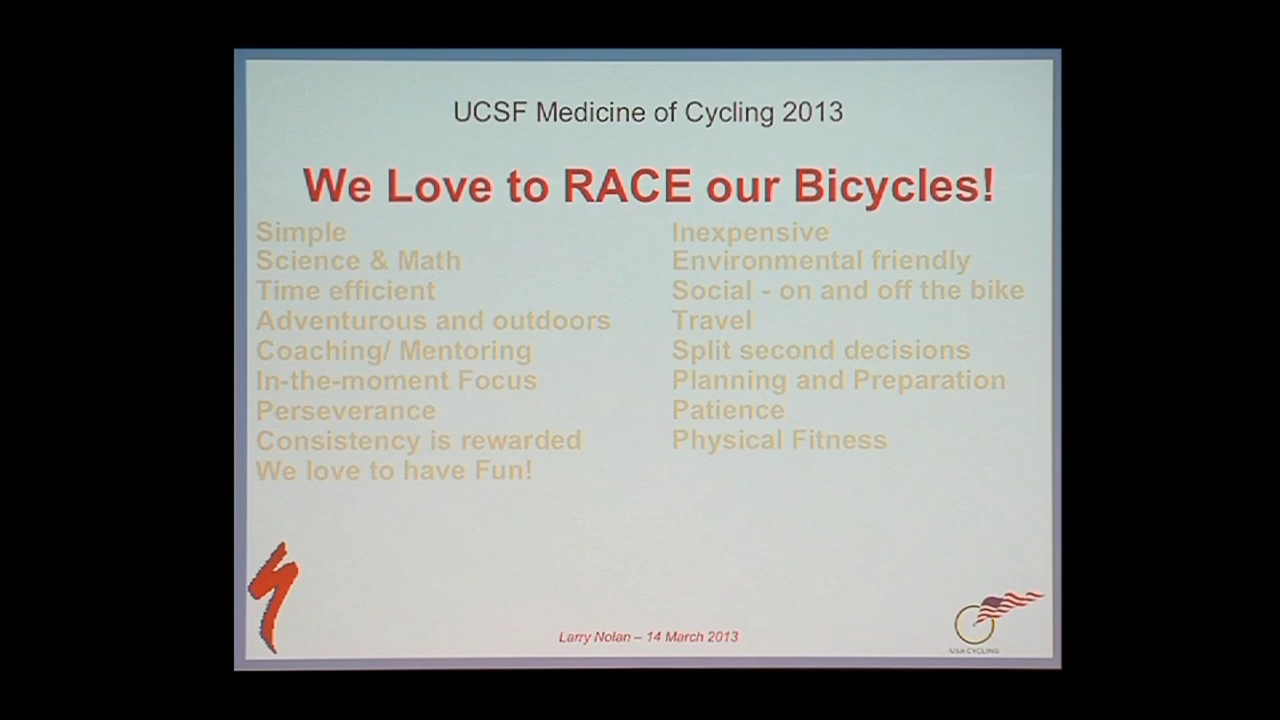 UCSF Medicine of Cycling 2013
We Love to RACE our Bicycles!
Simple
Science & Math
Time efficient
Adventurous and outdoors
Coaching/ Mentoring
In-the-moment Focus
Perseverance
Consistency is rewarded
We love to have Fun!
Inexpensive
Environmental friendly
Social - on and off the bike
Travel
Split second decisions
Planning and Preparation
Patience
Physical Fitness
Larry Nolan – 14 March 2013
USA CYCLING